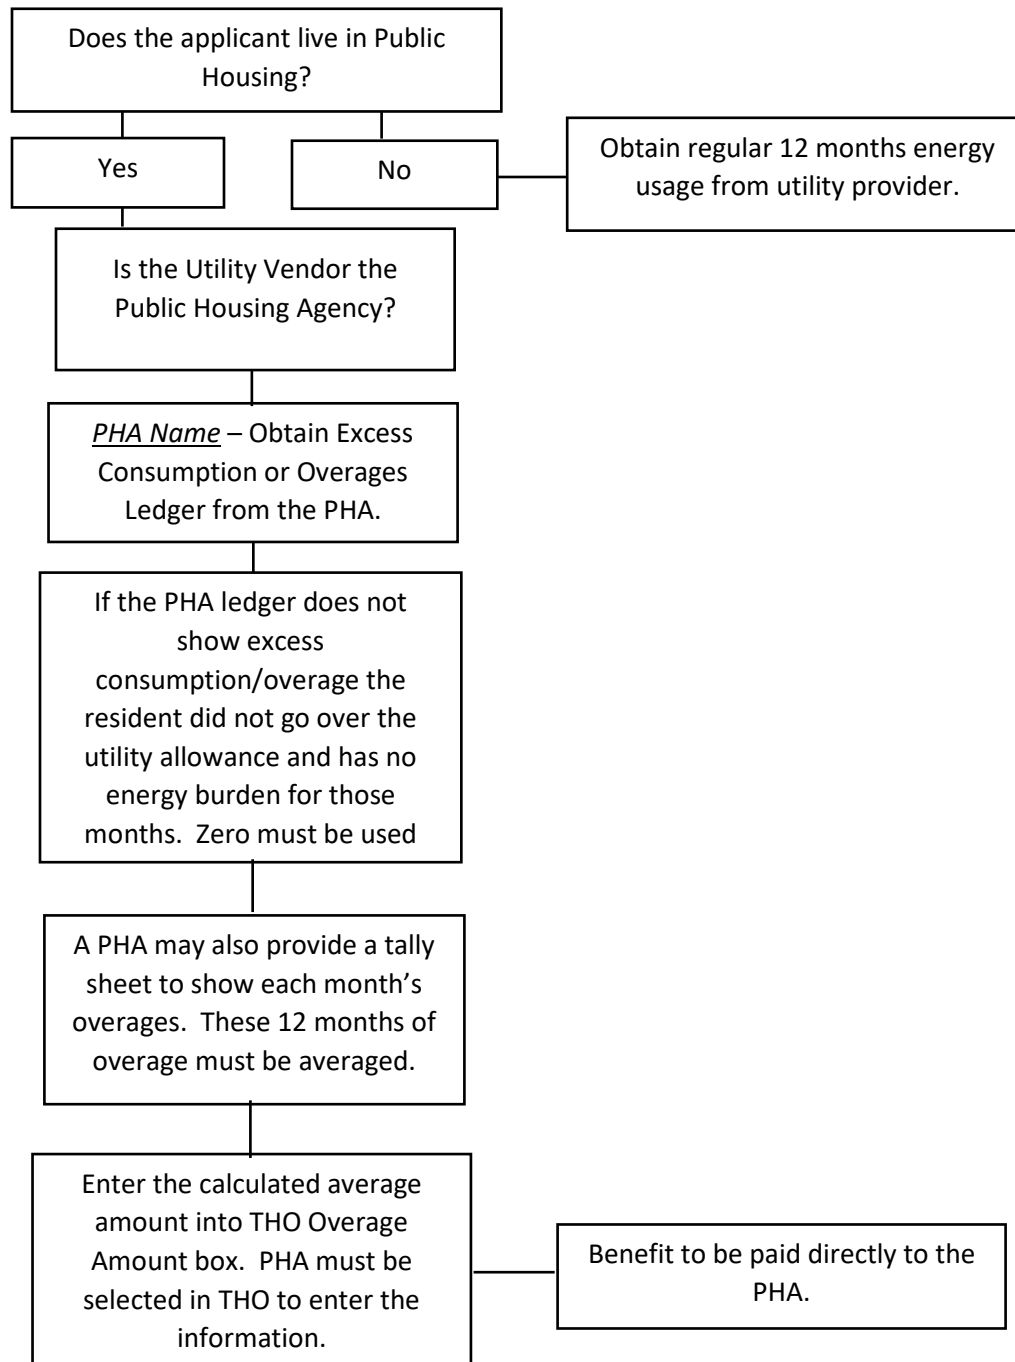 Does the applicant live in Public
Housing?
Yes
No
Obtain regular 12 months energy
usage from utility provider.
Is the Utility Vendor the
Public Housing Agency?
PHA Name – Obtain Excess
Consumption or Overages
Ledger from the PHA.
If the PHA ledger does not
show excess
consumption/overage the
resident did not go over the
utility allowance and has no
energy burden for those
months.  Zero must be used
A PHA may also provide a tally
sheet to show each month’s
overages.  These 12 months of
overage must be averaged.
Enter the calculated average
amount into THO Overage
Amount box.  PHA must be
selected in THO to enter the
information.
Benefit to be paid directly to the
PHA.